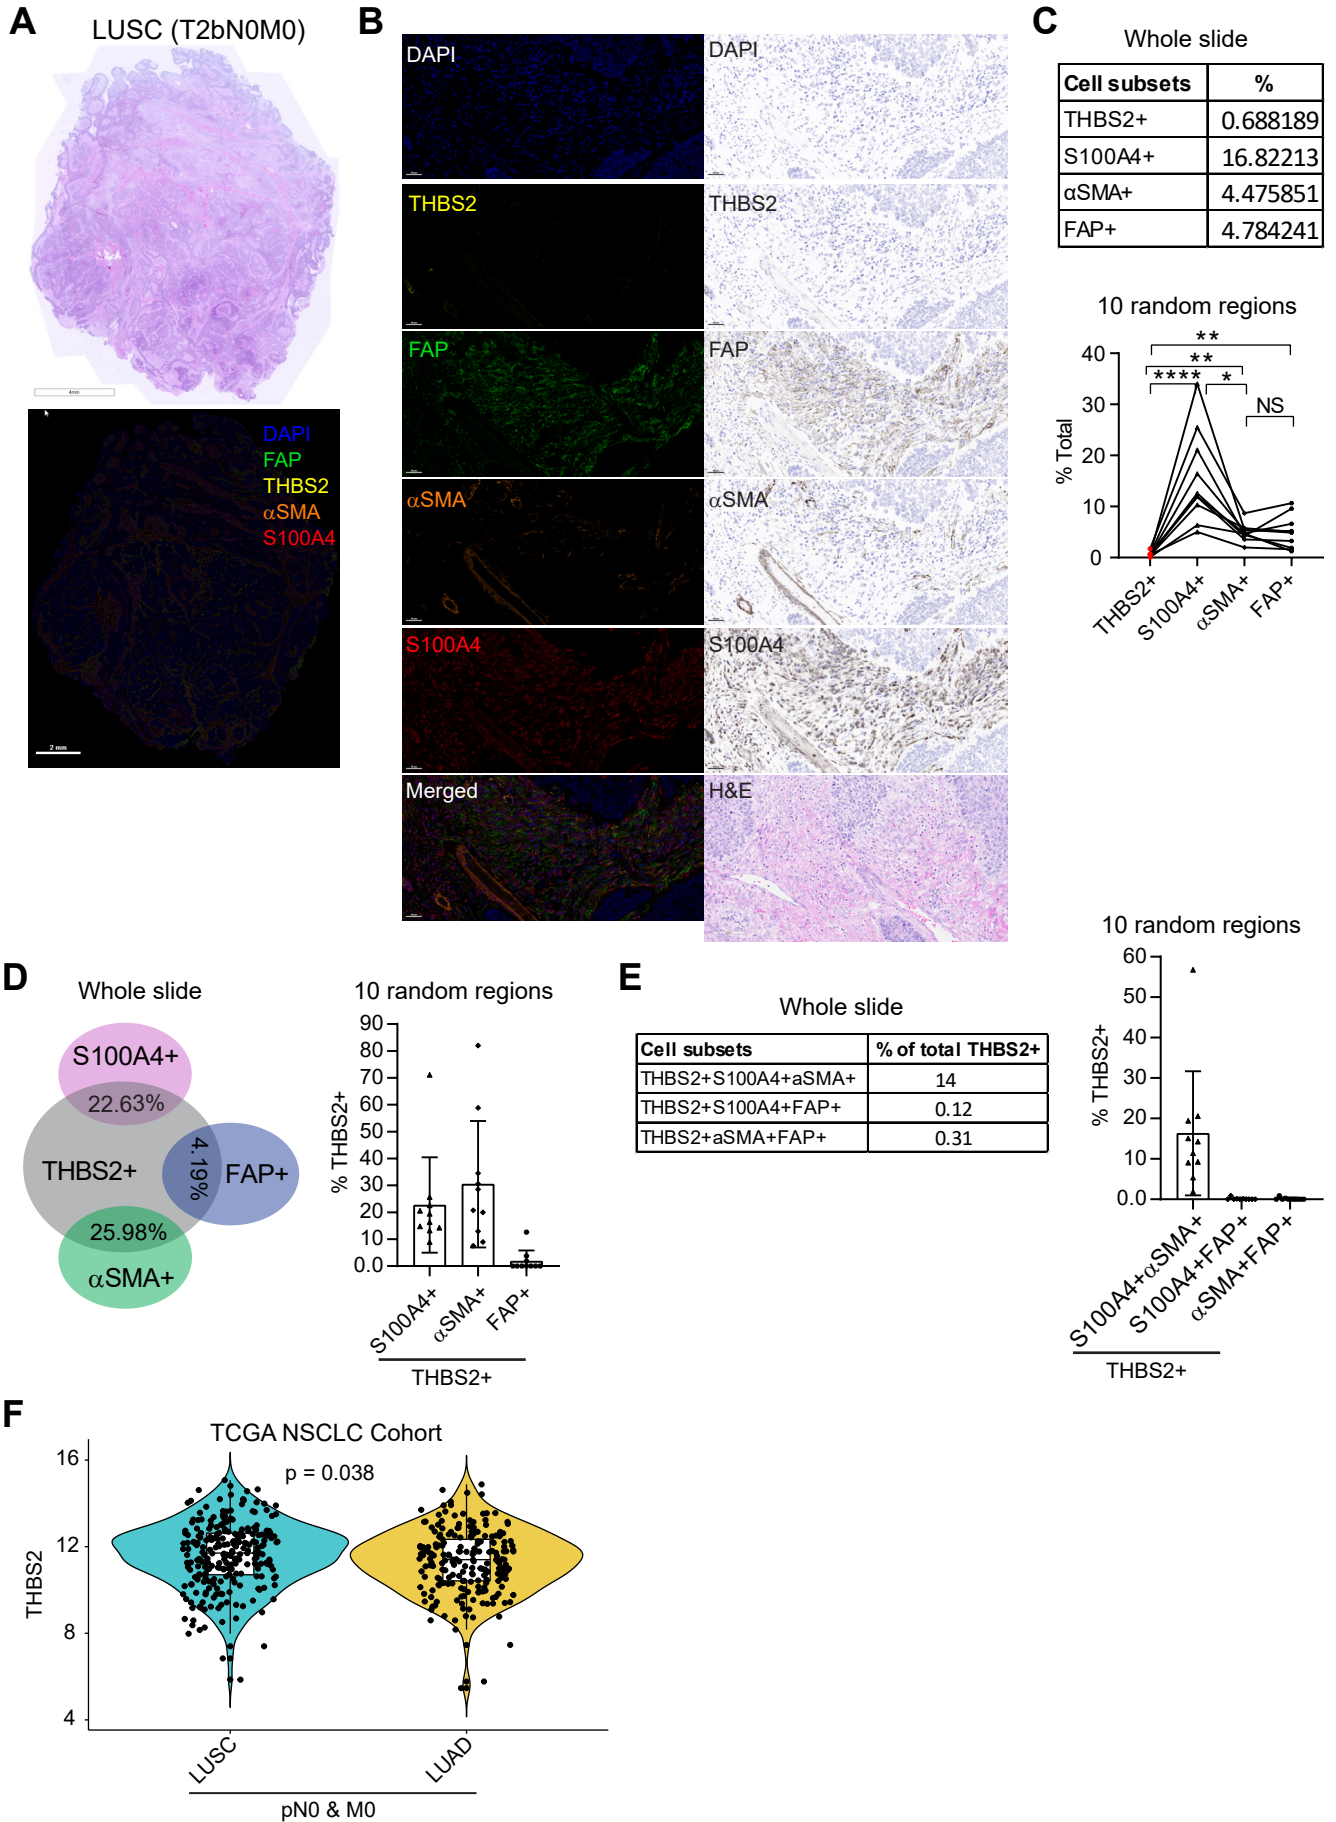 A
LUSC (T2bN0M0)
4mm
DAPI
FAP
THBS2
αSMA
S100A4
2 mm
B
DAPI
DAPI
THBS2
THBS2
FAP
FAP
αSMA
αSMA
S100A4
S100A4
Merged
H&E
C
Whole slide
Cell subsets %
THBS2+ 0.688189
S100A4+ 16.82213
αSMA+ 4.475851
FAP+ 4.784241
10 random regions
**
**
**** *
NS
40
30
20
10
0
% Total
THBS2+
S100A4+
αSMA+
FAP+
D
Whole slide
S100A4+
22.63%
THBS2+
4.19%
FAP+
25.98%
αSMA+
10 random regions
90
80
70
60
50
40
30
20
10
0.0
% THBS2+
S100A4+
αSMA+
FAP+
THBS2+
E
Whole slide
Cell subsets % of total THBS2+
THBS2+S100A4+aSMA+ 14
THBS2+S100A4+FAP+ 0.12
THBS2+aSMA+FAP+ 0.31
10 random regions
60
50
40
30
20
10
0.0
% THBS2+
S100A4+αSMA+
S100A4+FAP+
αSMA+FAP+
THBS2+
F
TCGA NSCLC Cohort
p = 0.038
16
12
8
4
THBS2
LUSC
LUAD
pN0 & M0